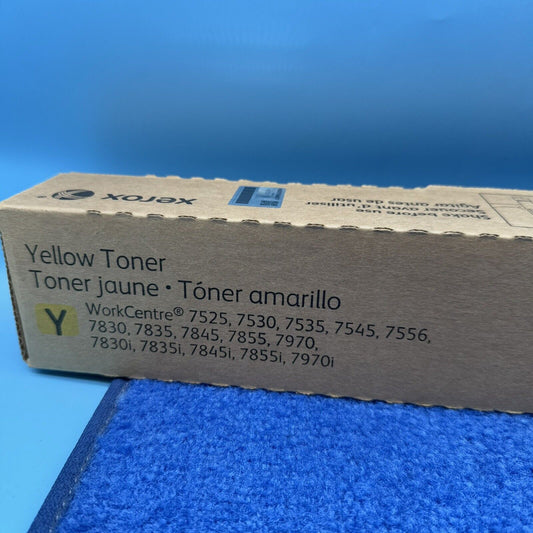 xerox®
Shake before use
Agiter avant d'utiliser
Agitar antes de usar
Yellow Toner
Toner jaune • Tóner amarillo
Y
WorkCentre® 7525, 7530, 7535, 7545, 7556,
7830, 7835, 7845, 7855, 7970,
7830i, 7835i, 7845i, 7855i, 7970i